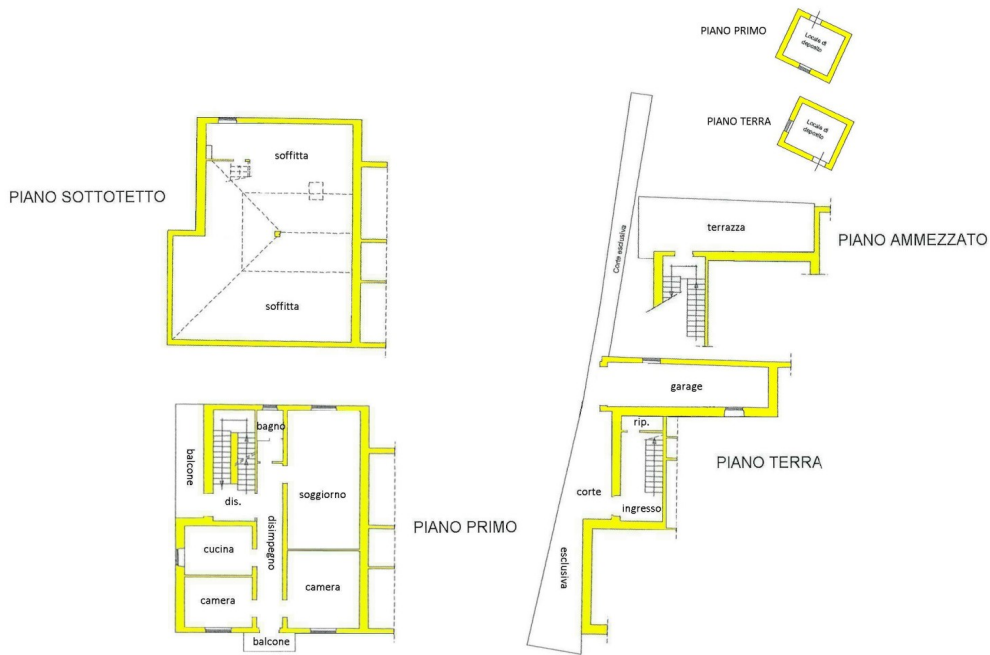 PIANO PRIMO
Locale di
deposito
PIANO TERRA
Locale di
deposito
PIANO SOTTOTETTO
soffitta
soffitta
terrazza
Corte esclusiva
PIANO AMMEZZATO
garage
rip.
PIANO TERRA
corte
ingresso
esclusiva
bagno
balcone
soggiorno
dis.
disimpegno
PIANO PRIMO
cucina
camera
camera
balcone